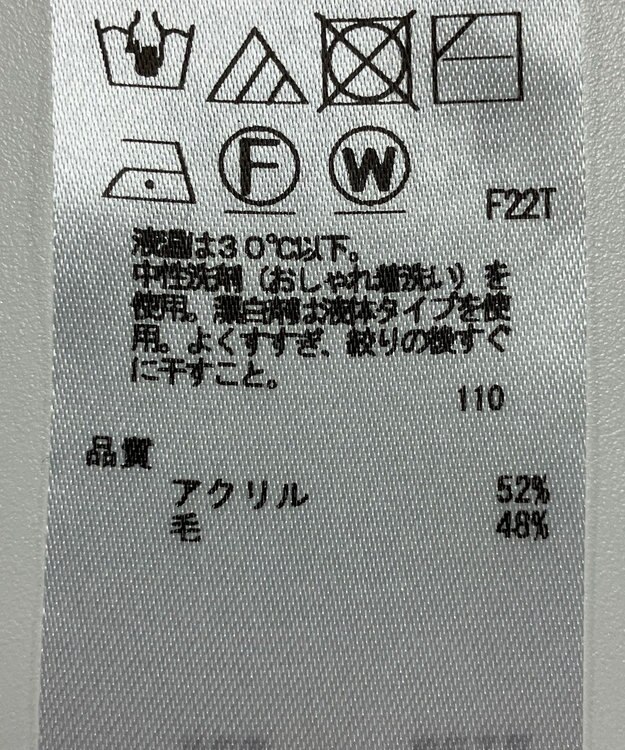 F
W
F22T
液温は30℃以下。
中性洗剤（おしゃれ着洗い）を
使用。漂白剤は液体タイプを使
用。よくすすぎ、絞りの後すぐ
に干すこと。
110
品質
アクリル 52%
毛 48%